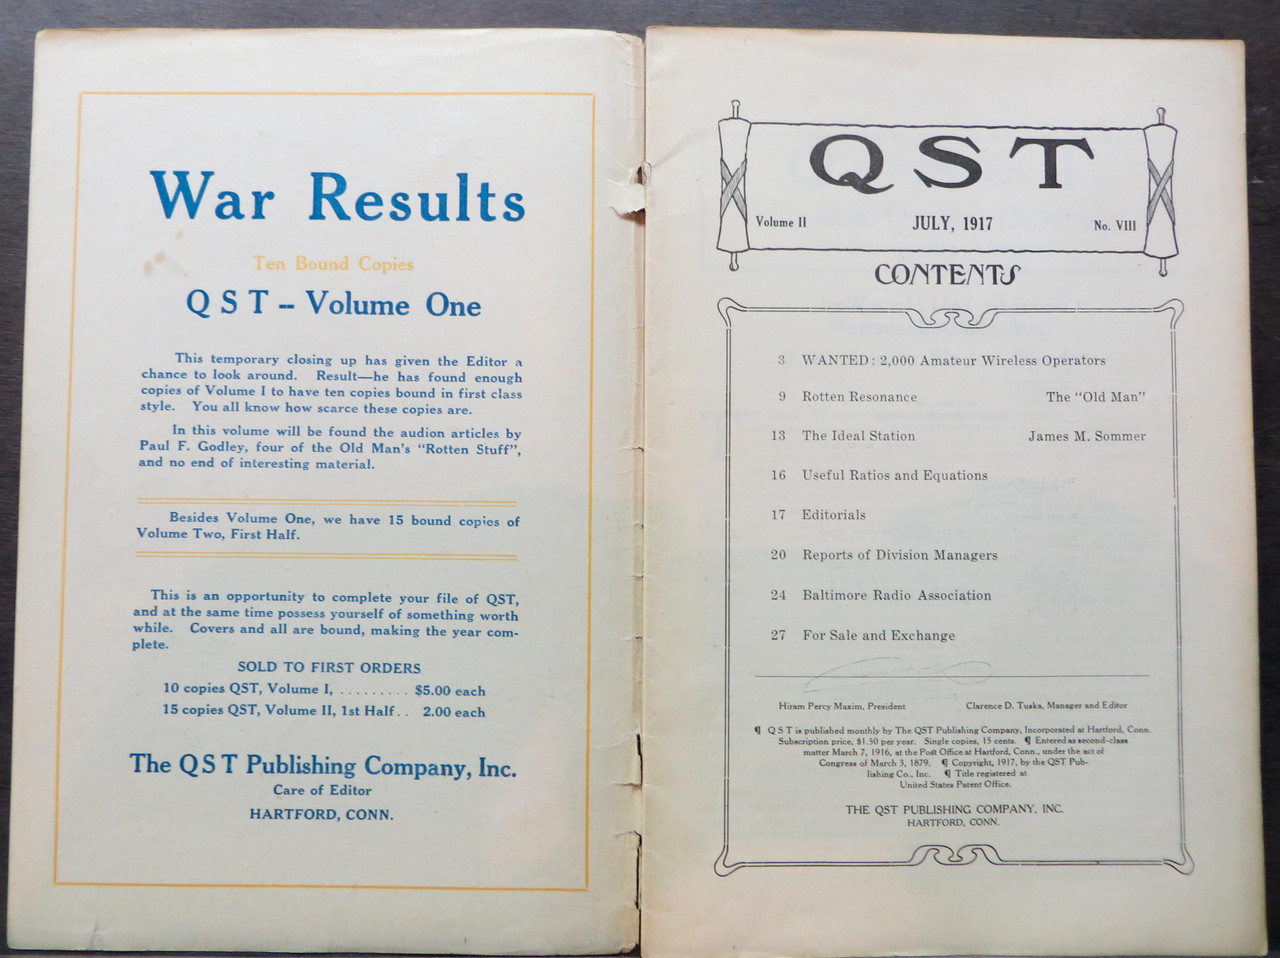 War Results
Ten Bound Copies
QST -- Volume One
This temporary closing up has given the Editor a
chance to look around. Result—he has found enough
copies of Volume I to have ten copies bound in first class
style. You all know how scarce these copies are.
In this volume will be found the audion articles by
Paul F. Godley, four of the Old Man's "Rotten Stuff",
and no end of interesting material.
Besides Volume One, we have 15 bound copies of
Volume Two, First Half.
This is an opportunity to complete your file of QST,
and at the same time possess yourself of something worth
while. Covers and all are bound, making the year com-
plete.
SOLD TO FIRST ORDERS
10 copies QST, Volume I, ......... $5.00 each
15 copies QST, Volume II, 1st Half.. 2.00 each
The QST Publishing Company, Inc.
Care of Editor
HARTFORD, CONN.
QST
Volume II JULY, 1917 No. VIII
CONTENTS
3 WANTED: 2,000 Amateur Wireless Operators
9 Rotten Resonance The "Old Man"
13 The Ideal Station James M. Sommer
16 Useful Ratios and Equations
17 Editorials
20 Reports of Division Managers
24 Baltimore Radio Association
27 For Sale and Exchange
Hiram Percy Maxim, President Clarence D. Tuska, Manager and Editor
¶ QST is published monthly by The QST Publishing Company, Incorporated at Hartford, Conn.
Subscription price, $1.50 per year. Single copies, 15 cents. ¶ Entered as second-class
matter March 7, 1916, at the Post Office at Hartford, Conn., under the act of
Congress of March 3, 1879. ¶ Copyright, 1917, by the QST Pub-
lishing Co., Inc. ¶ Title registered at
United States Patent Office.
THE QST PUBLISHING COMPANY, INC.
HARTFORD, CONN.